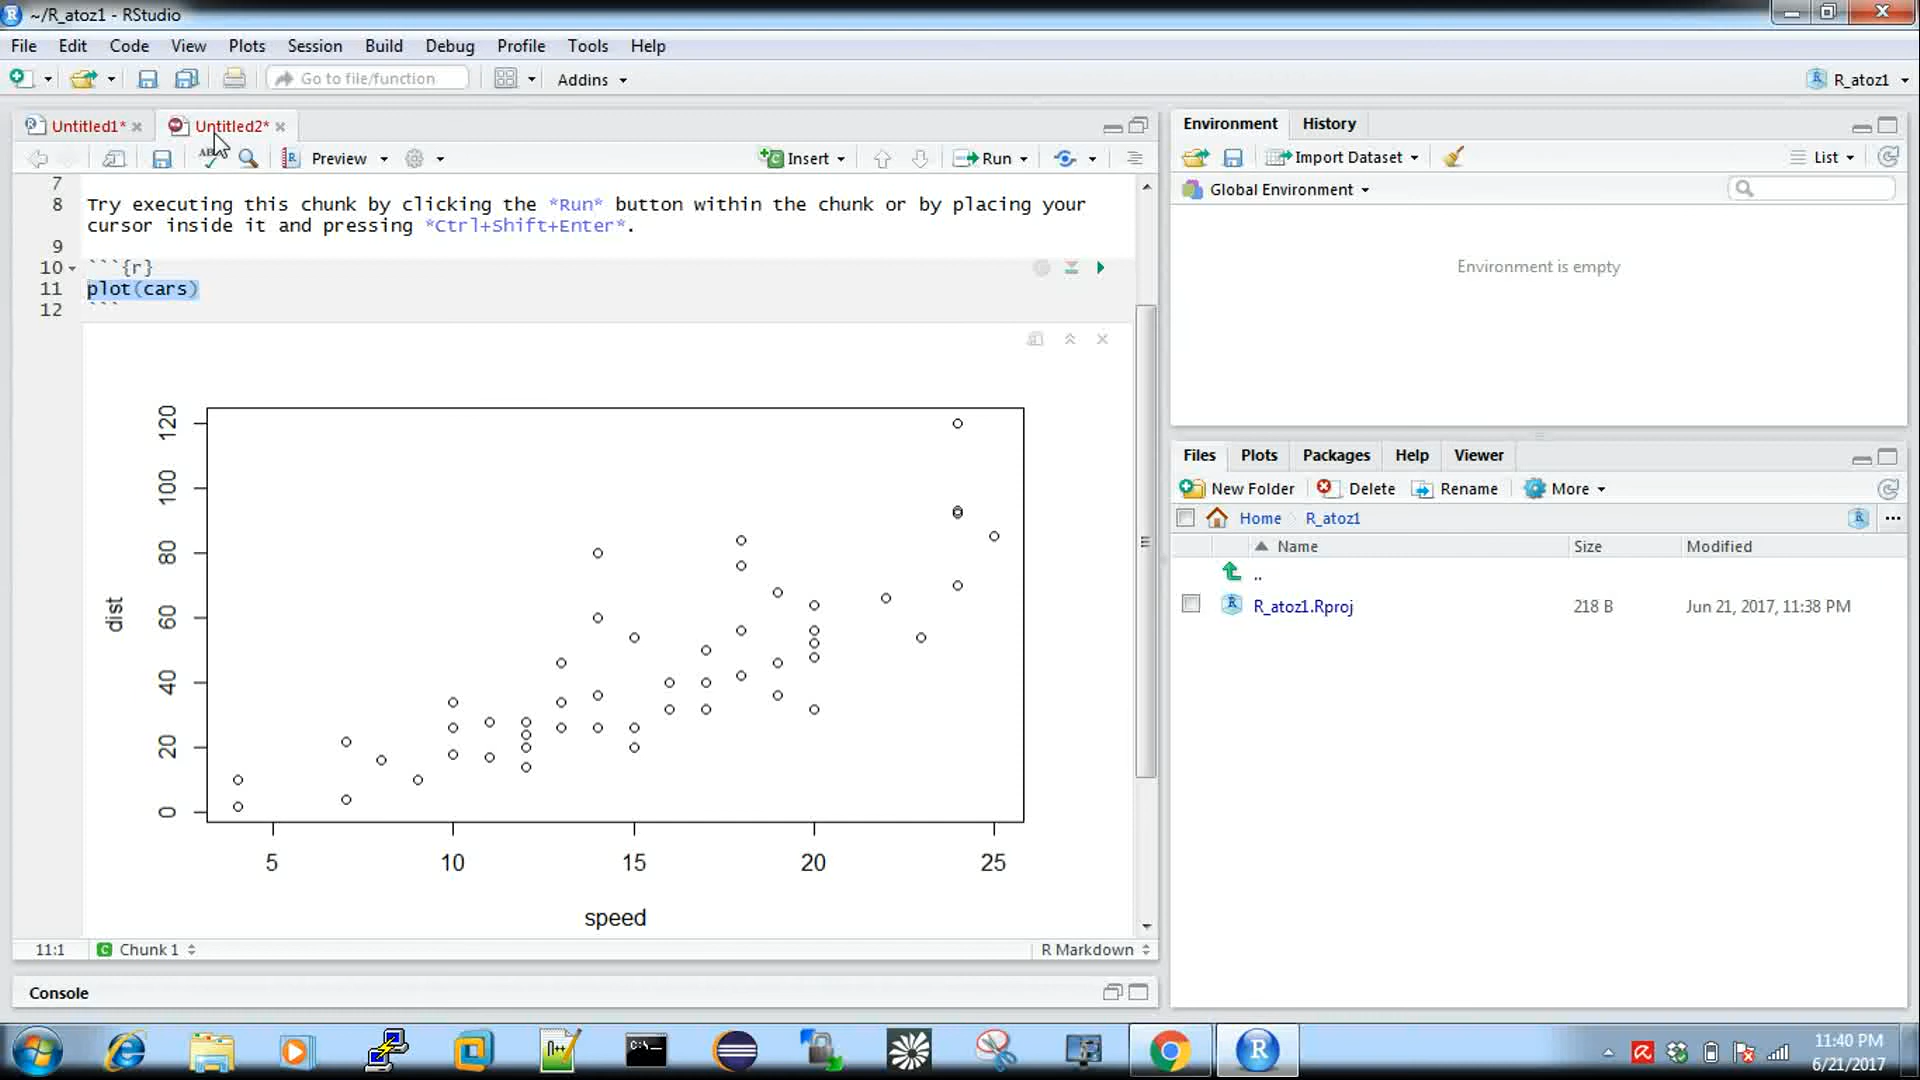 ~/R_atoz1 - RStudio
File Edit Code View Plots Session Build Debug Profile Tools Help
Go to file/function Addins R_atoz1
Untitled1* Untitled2*
ABC Preview Insert Run
7
8 Try executing this chunk by clicking the *Run* button within the chunk or by placing your
cursor inside it and pressing *Ctrl+Shift+Enter*.
9
10 ```{r}
11 plot(cars)
12 ```
120
100
80
60
40
20
0
dist
5 10 15 20 25
speed
11:1 Chunk 1 R Markdown
Console
Environment History
Import Dataset List
Global Environment
Environment is empty
Files Plots Packages Help Viewer
New Folder Delete Rename More
Home R_atoz1
Name Size Modified
..
R_atoz1.Rproj 218 B Jun 21, 2017, 11:38 PM
C:\
11:40 PM
6/21/2017